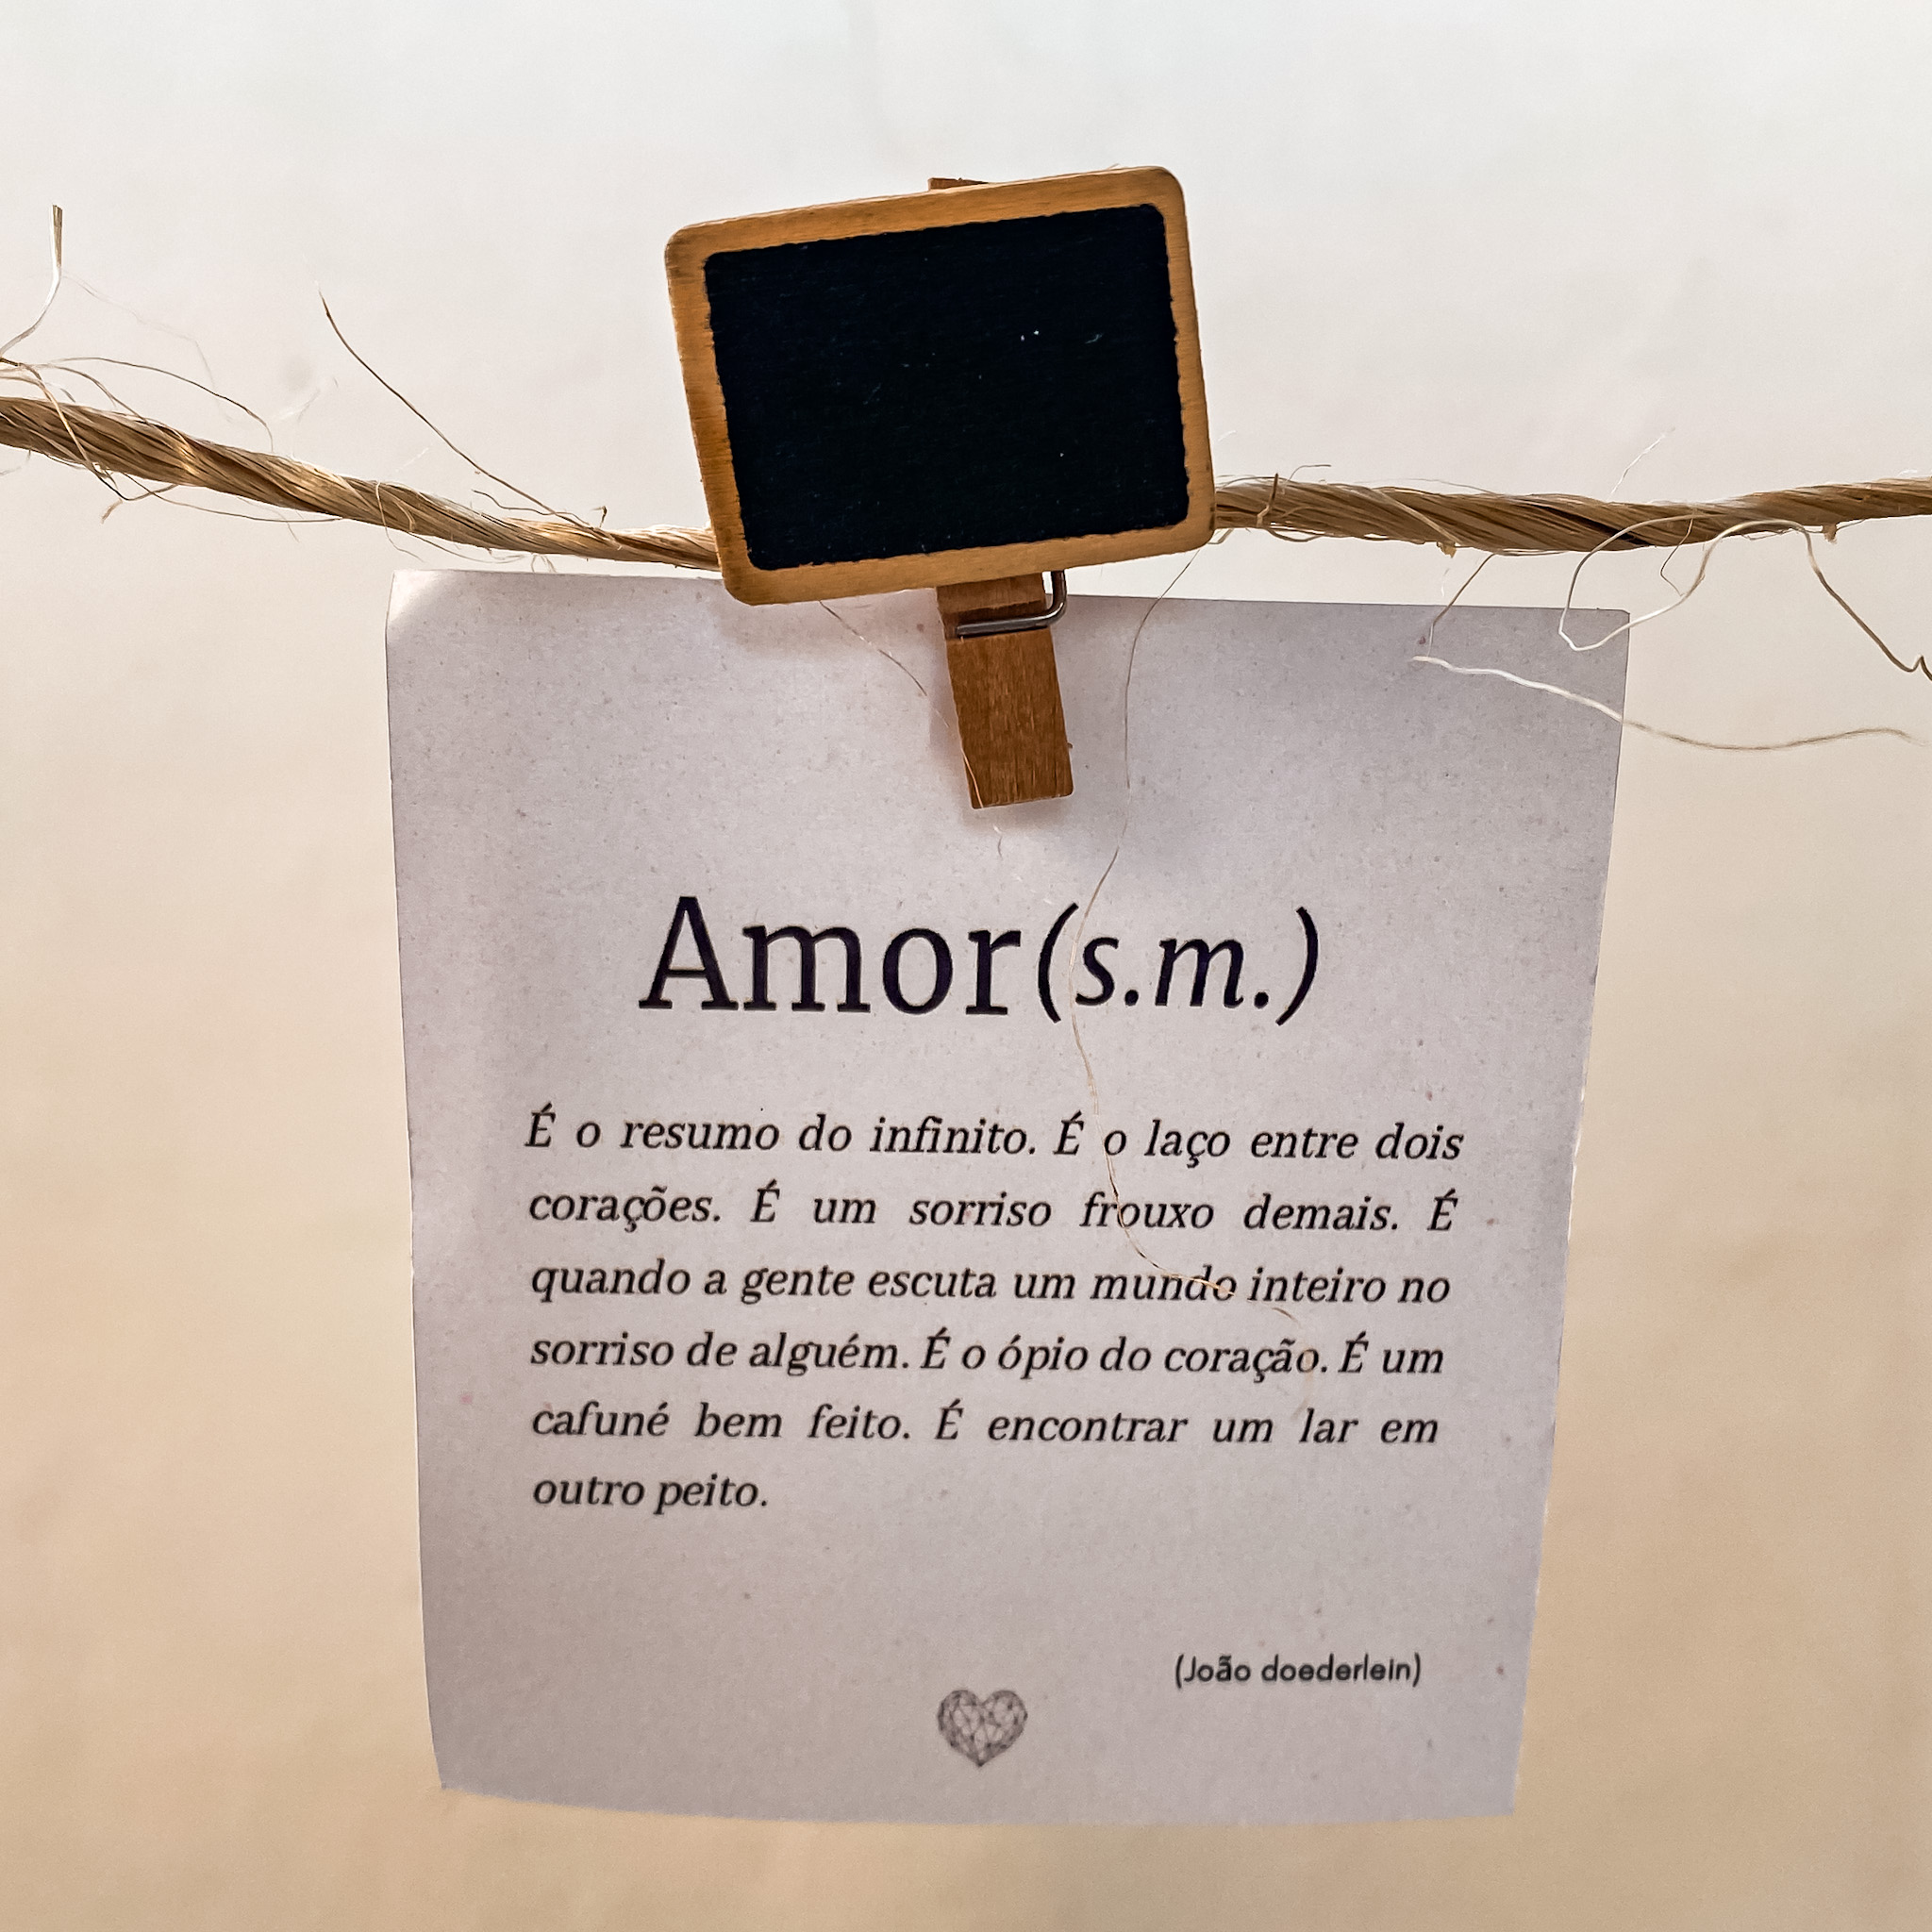 Amor(s.m.)
É o resumo do infinito. É o laço entre dois
corações. É um sorriso frouxo demais. É
quando a gente escuta um mundo inteiro no
sorriso de alguém. É o ópio do coração. É um
cafuné bem feito. É encontrar um lar em
outro peito.
(João doederlein)